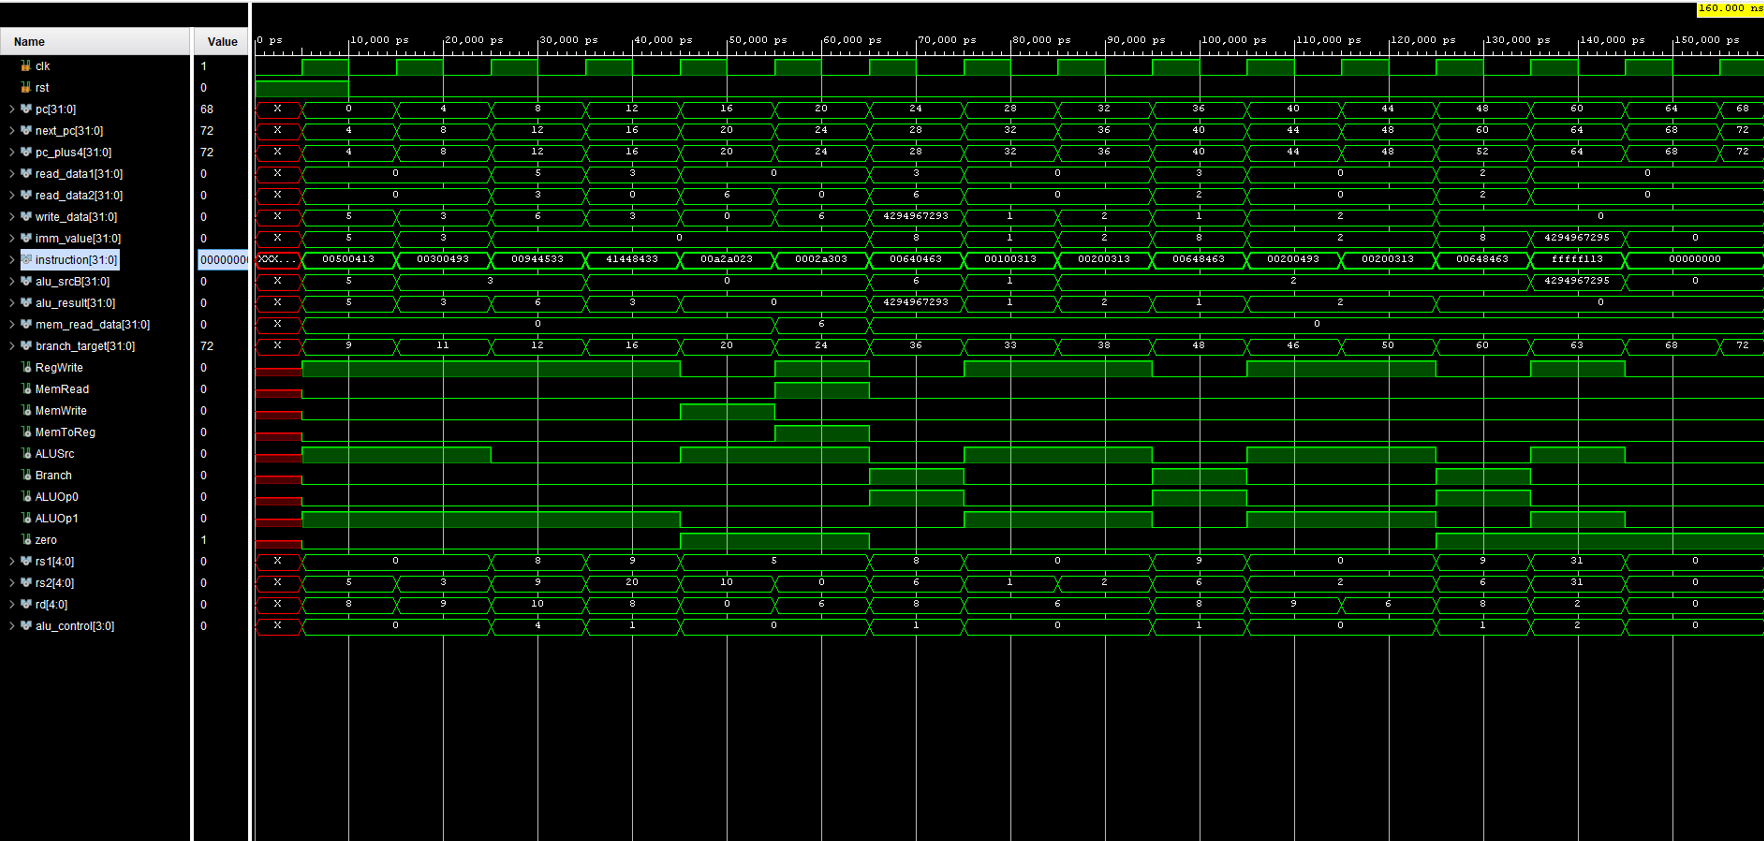 160.000 ns
Name Value
0 ps 10,000 ps 20,000 ps 30,000 ps 40,000 ps 50,000 ps 60,000 ps 70,000 ps 80,000 ps 90,000 ps 100,000 ps 110,000 ps 120,000 ps 130,000 ps 140,000 ps 150,000 ps
clk 1
rst 0
pc[31:0] 68 X 0 4 8 12 16 20 24 28 32 36 40 44 48 60 64 68
next_pc[31:0] 72 X 4 8 12 16 20 24 28 32 36 40 44 48 60 64 68 72
pc_plus4[31:0] 72 X 4 8 12 16 20 24 28 32 36 40 44 48 52 64 68 72
read_data1[31:0] 0 X 0 5 3 0 3 0 3 0 2 0
read_data2[31:0] 0 X 0 3 0 6 0 6 0 2 0 2 0
write_data[31:0] 0 X 5 3 6 3 0 6 4294967293 1 2 1 2 0
imm_value[31:0] 0 X 5 3 0 8 1 2 8 2 8 4294967295 0
instruction[31:0] 00000000 XXX... 00500413 00300493 00944533 41448433 00a2a023 0002a303 00640463 00100313 00200313 00648463 00200493 00200313 00648463 fffff113 00000000
alu_srcB[31:0] 0 X 5 3 0 6 1 2 4294967295 0
alu_result[31:0] 0 X 5 3 6 3 0 4294967293 1 2 1 2 0
mem_read_data[31:0] 0 X 0 6 0
branch_target[31:0] 72 X 9 11 12 16 20 24 36 33 38 48 46 50 60 63 68 72
RegWrite 0
MemRead 0
MemWrite 0
MemToReg 0
ALUSrc 0
Branch 0
ALUOp0 0
ALUOp1 0
zero 1
rs1[4:0] 0 X 0 8 9 5 8 0 9 0 9 31 0
rs2[4:0] 0 X 5 3 9 20 10 0 6 1 2 6 2 6 31 0
rd[4:0] 0 X 8 9 10 8 0 6 8 6 8 9 6 8 2 0
alu_control[3:0] 0 X 0 4 1 0 1 0 1 0 1 2 0